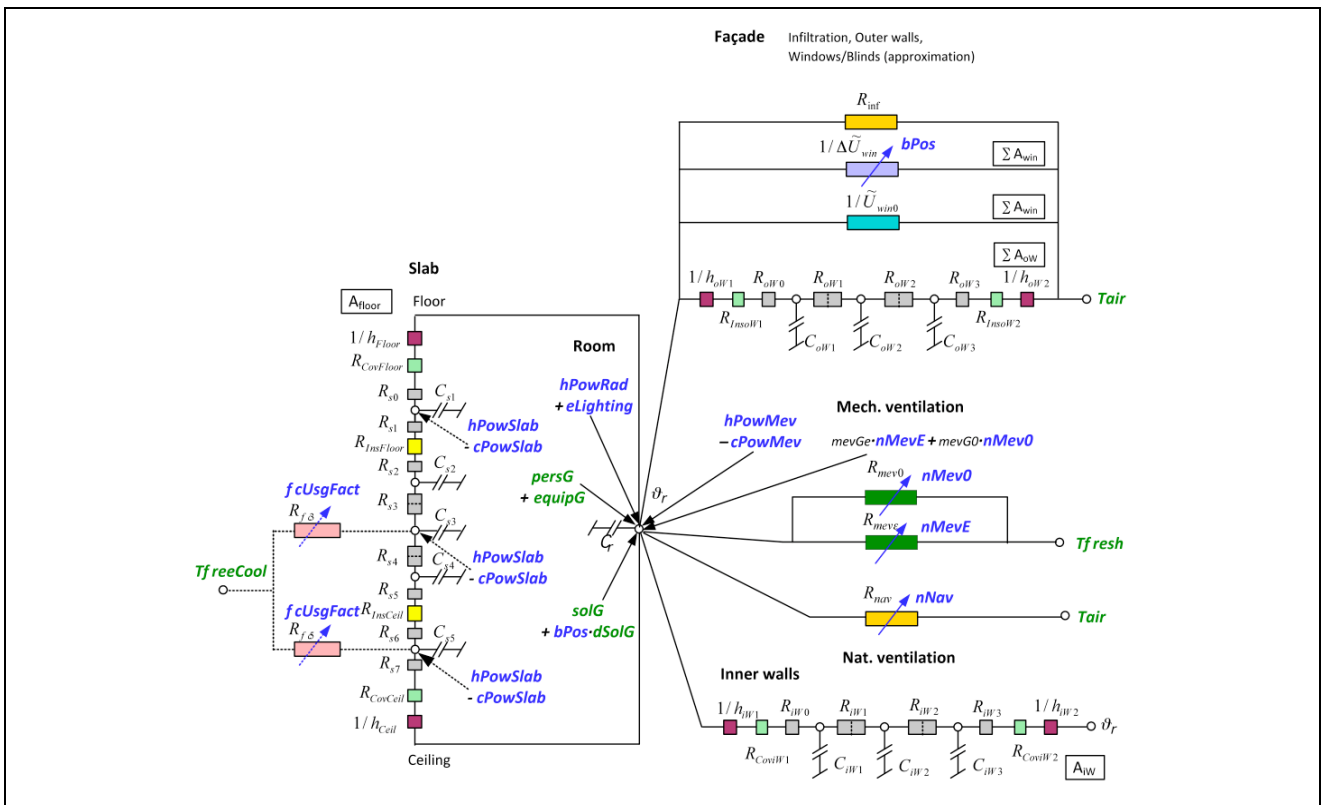 Façade Infiltration, Outer walls,
Windows/Blinds (approximation)
R_inf
1/ΔŨ_win bPos
∑ A_win
1/Ũ_win0
∑ A_win
∑ A_oW
1/h_oW1 R_oW0 R_oW1 R_oW2 R_oW3 1/h_oW2
Tair
R_InsoW1 R_InsoW2
C_oW1 C_oW2 C_oW3
Slab
A_floor Floor
1/h_Floor
R_CovFloor
R_s0 C_s1
R_s1
hPowSlab
- cPowSlab
R_InsFloor
R_s2 C_s2
R_s3
fcUsgFact
R_fδ
C_s3
R_s4
hPowSlab
- cPowSlab
C_s4
TfreeCool
R_s5
R_InsCeil
fcUsgFact
R_fδ
R_s6 C_s5
R_s7
hPowSlab
- cPowSlab
R_CovCeil
1/h_Ceil
Ceiling
Room
hPowRad
+ eLighting
persG
+ equipG
ϑ_r
C_r
solG
+ bPos·dSolG
Mech. ventilation
hPowMev
– cPowMev
mevGe·nMevE + mevG0·nMev0
R_mev0 nMev0
R_mevε nMevE
Tfresh
R_nav nNav
Tair
Nat. ventilation
Inner walls
1/h_iW1 R_iW0 R_iW1 R_iW2 R_iW3 1/h_iW2
ϑ_r
R_CoviW1 R_CoviW2
C_iW1 C_iW2 C_iW3
A_iW